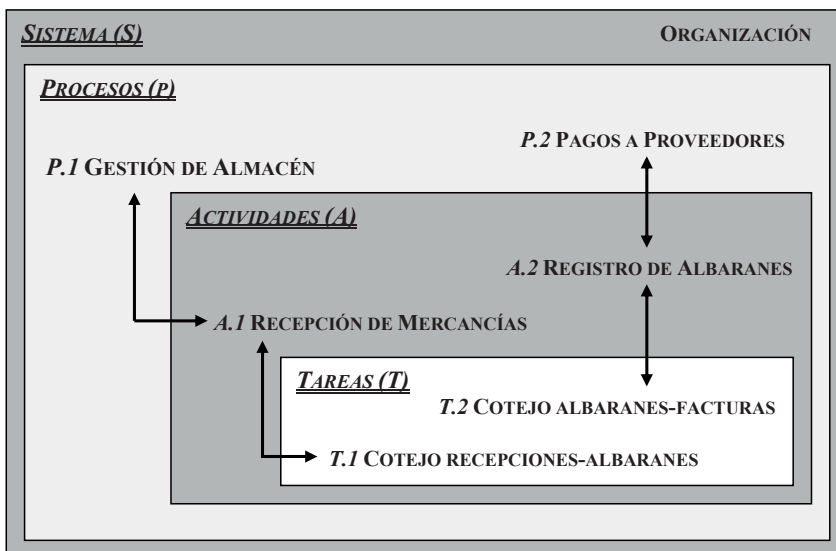 SISTEMA (S) ORGANIZACIÓN
PROCESOS (P)
P.2 PAGOS A PROVEEDORES
P.1 GESTIÓN DE ALMACÉN
ACTIVIDADES (A)
A.2 REGISTRO DE ALBARANES
A.1 RECEPCIÓN DE MERCANCÍAS
TAREAS (T)
T.2 COTEJO ALBARANES-FACTURAS
T.1 COTEJO RECEPCIONES-ALBARANES